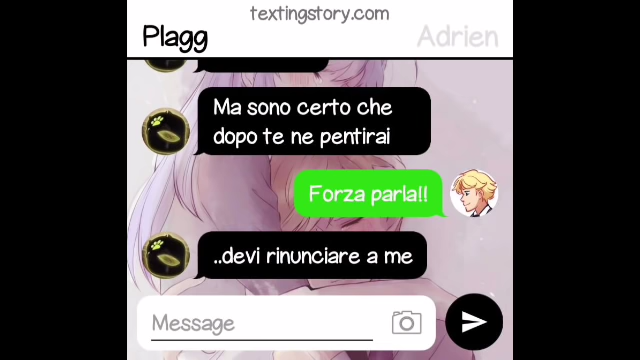 textingstory.com
Plagg
Adrien
Ma sono certo che
dopo te ne pentirai
Forza parla!!
..devi rinunciare a me
Message